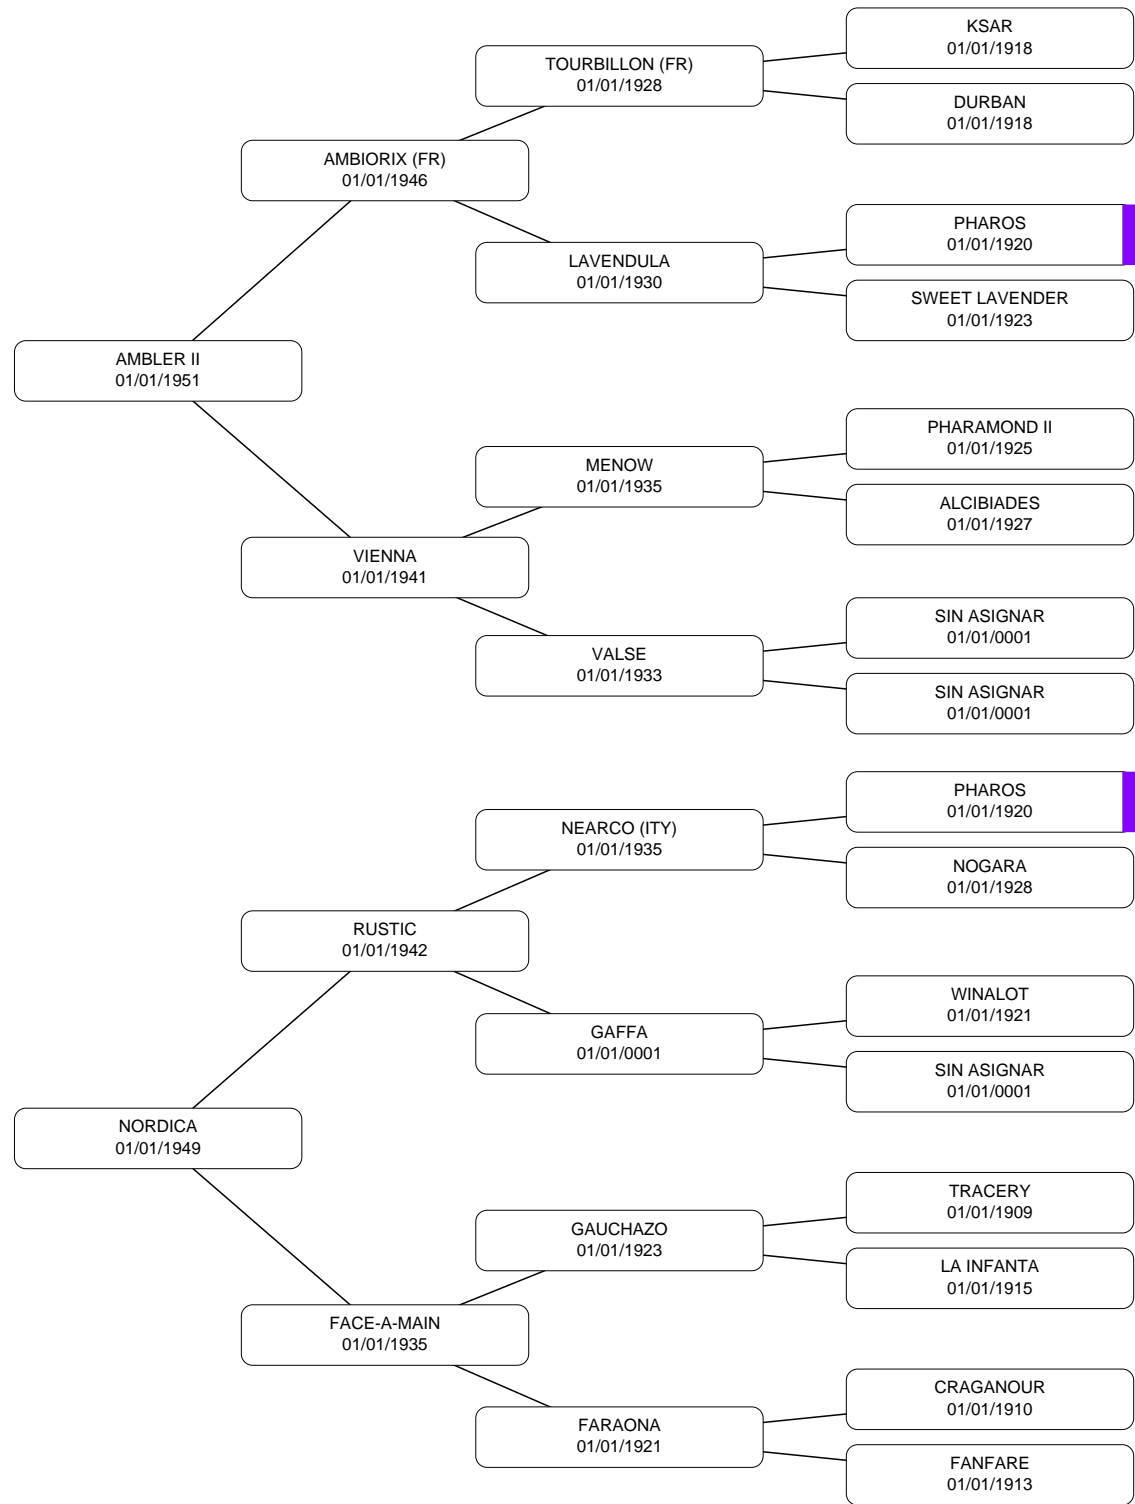 KSAR
01/01/1918
TOURBILLON (FR)
01/01/1928
DURBAN
01/01/1918
AMBIORIX (FR)
01/01/1946
PHAROS
01/01/1920
LAVENDULA
01/01/1930
SWEET LAVENDER
01/01/1923
AMBLER II
01/01/1951
PHARAMOND II
01/01/1925
MENOW
01/01/1935
ALCIBIADES
01/01/1927
VIENNA
01/01/1941
SIN ASIGNAR
01/01/0001
VALSE
01/01/1933
SIN ASIGNAR
01/01/0001
PHAROS
01/01/1920
NEARCO (ITY)
01/01/1935
NOGARA
01/01/1928
RUSTIC
01/01/1942
WINALOT
01/01/1921
GAFFA
01/01/0001
SIN ASIGNAR
01/01/0001
NORDICA
01/01/1949
TRACERY
01/01/1909
GAUCHAZO
01/01/1923
LA INFANTA
01/01/1915
FACE-A-MAIN
01/01/1935
CRAGANOUR
01/01/1910
FARAONA
01/01/1921
FANFARE
01/01/1913